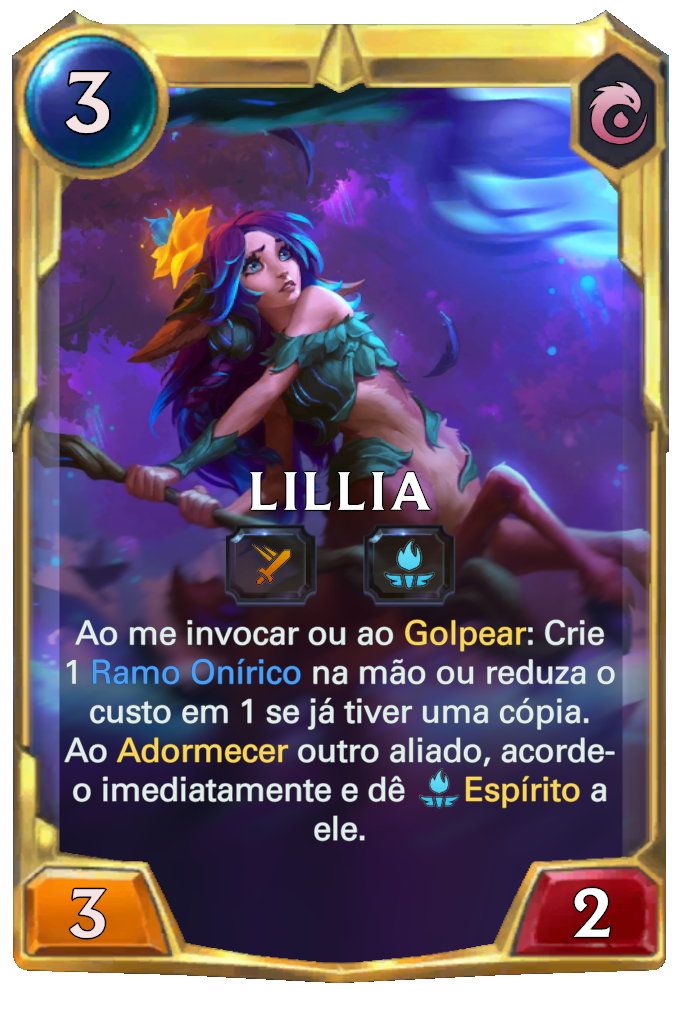 3
LILLIA
Ao me invocar ou ao Golpear: Crie
1 Ramo Onírico na mão ou reduza o
custo em 1 se já tiver uma cópia.
Ao Adormecer outro aliado, acorde-
o imediatamente e dê Espírito a
ele.
3
2